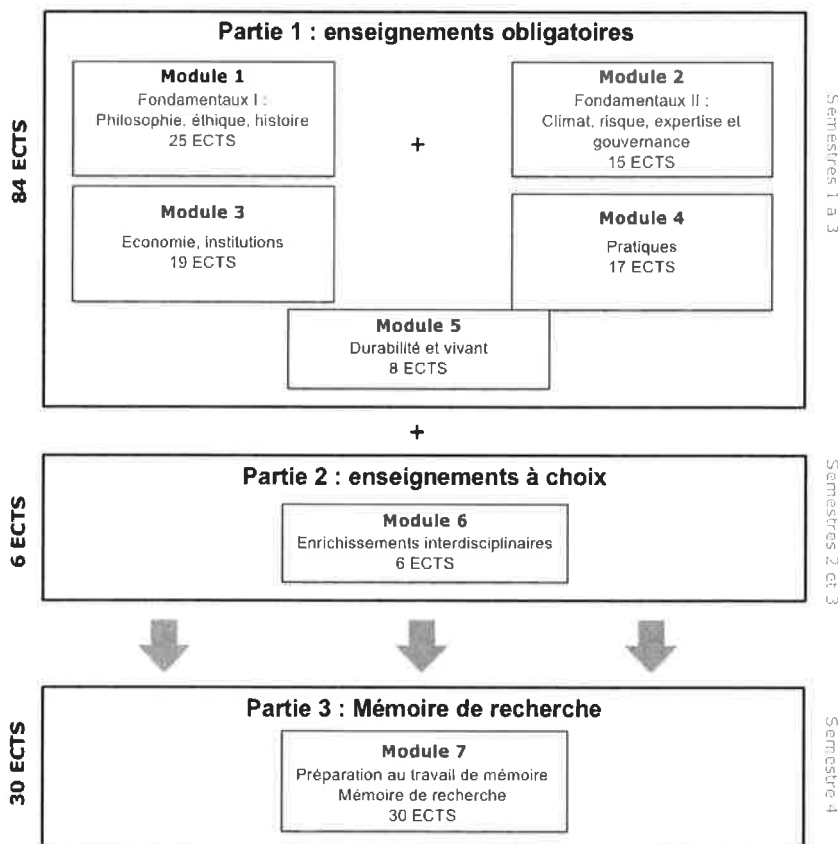 Partie 1 : enseignements obligatoires
84 ECTS
Semestres 1 à 3
Module 1
Fondamentaux I :
Philosophie, éthique, histoire
25 ECTS
+
Module 2
Fondamentaux II :
Climat, risque, expertise et
gouvernance
15 ECTS
Module 3
Economie, institutions
19 ECTS
Module 4
Pratiques
17 ECTS
Module 5
Durabilité et vivant
8 ECTS
+
Partie 2 : enseignements à choix
6 ECTS
Semestres 2 et 3
Module 6
Enrichissements interdisciplinaires
6 ECTS
Partie 3 : Mémoire de recherche
30 ECTS
Semestre 4
Module 7
Préparation au travail de mémoire
Mémoire de recherche
30 ECTS